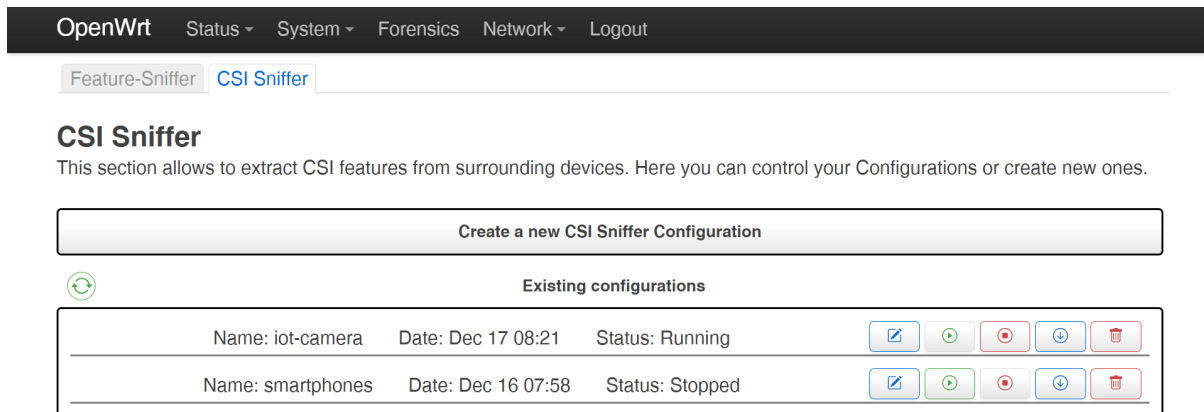 OpenWrt Status System Forensics Network Logout
Feature-Sniffer CSI Sniffer
CSI Sniffer
This section allows to extract CSI features from surrounding devices. Here you can control your Configurations or create new ones.
Create a new CSI Sniffer Configuration
Existing configurations
Name: iot-camera Date: Dec 17 08:21 Status: Running
Name: smartphones Date: Dec 16 07:58 Status: Stopped